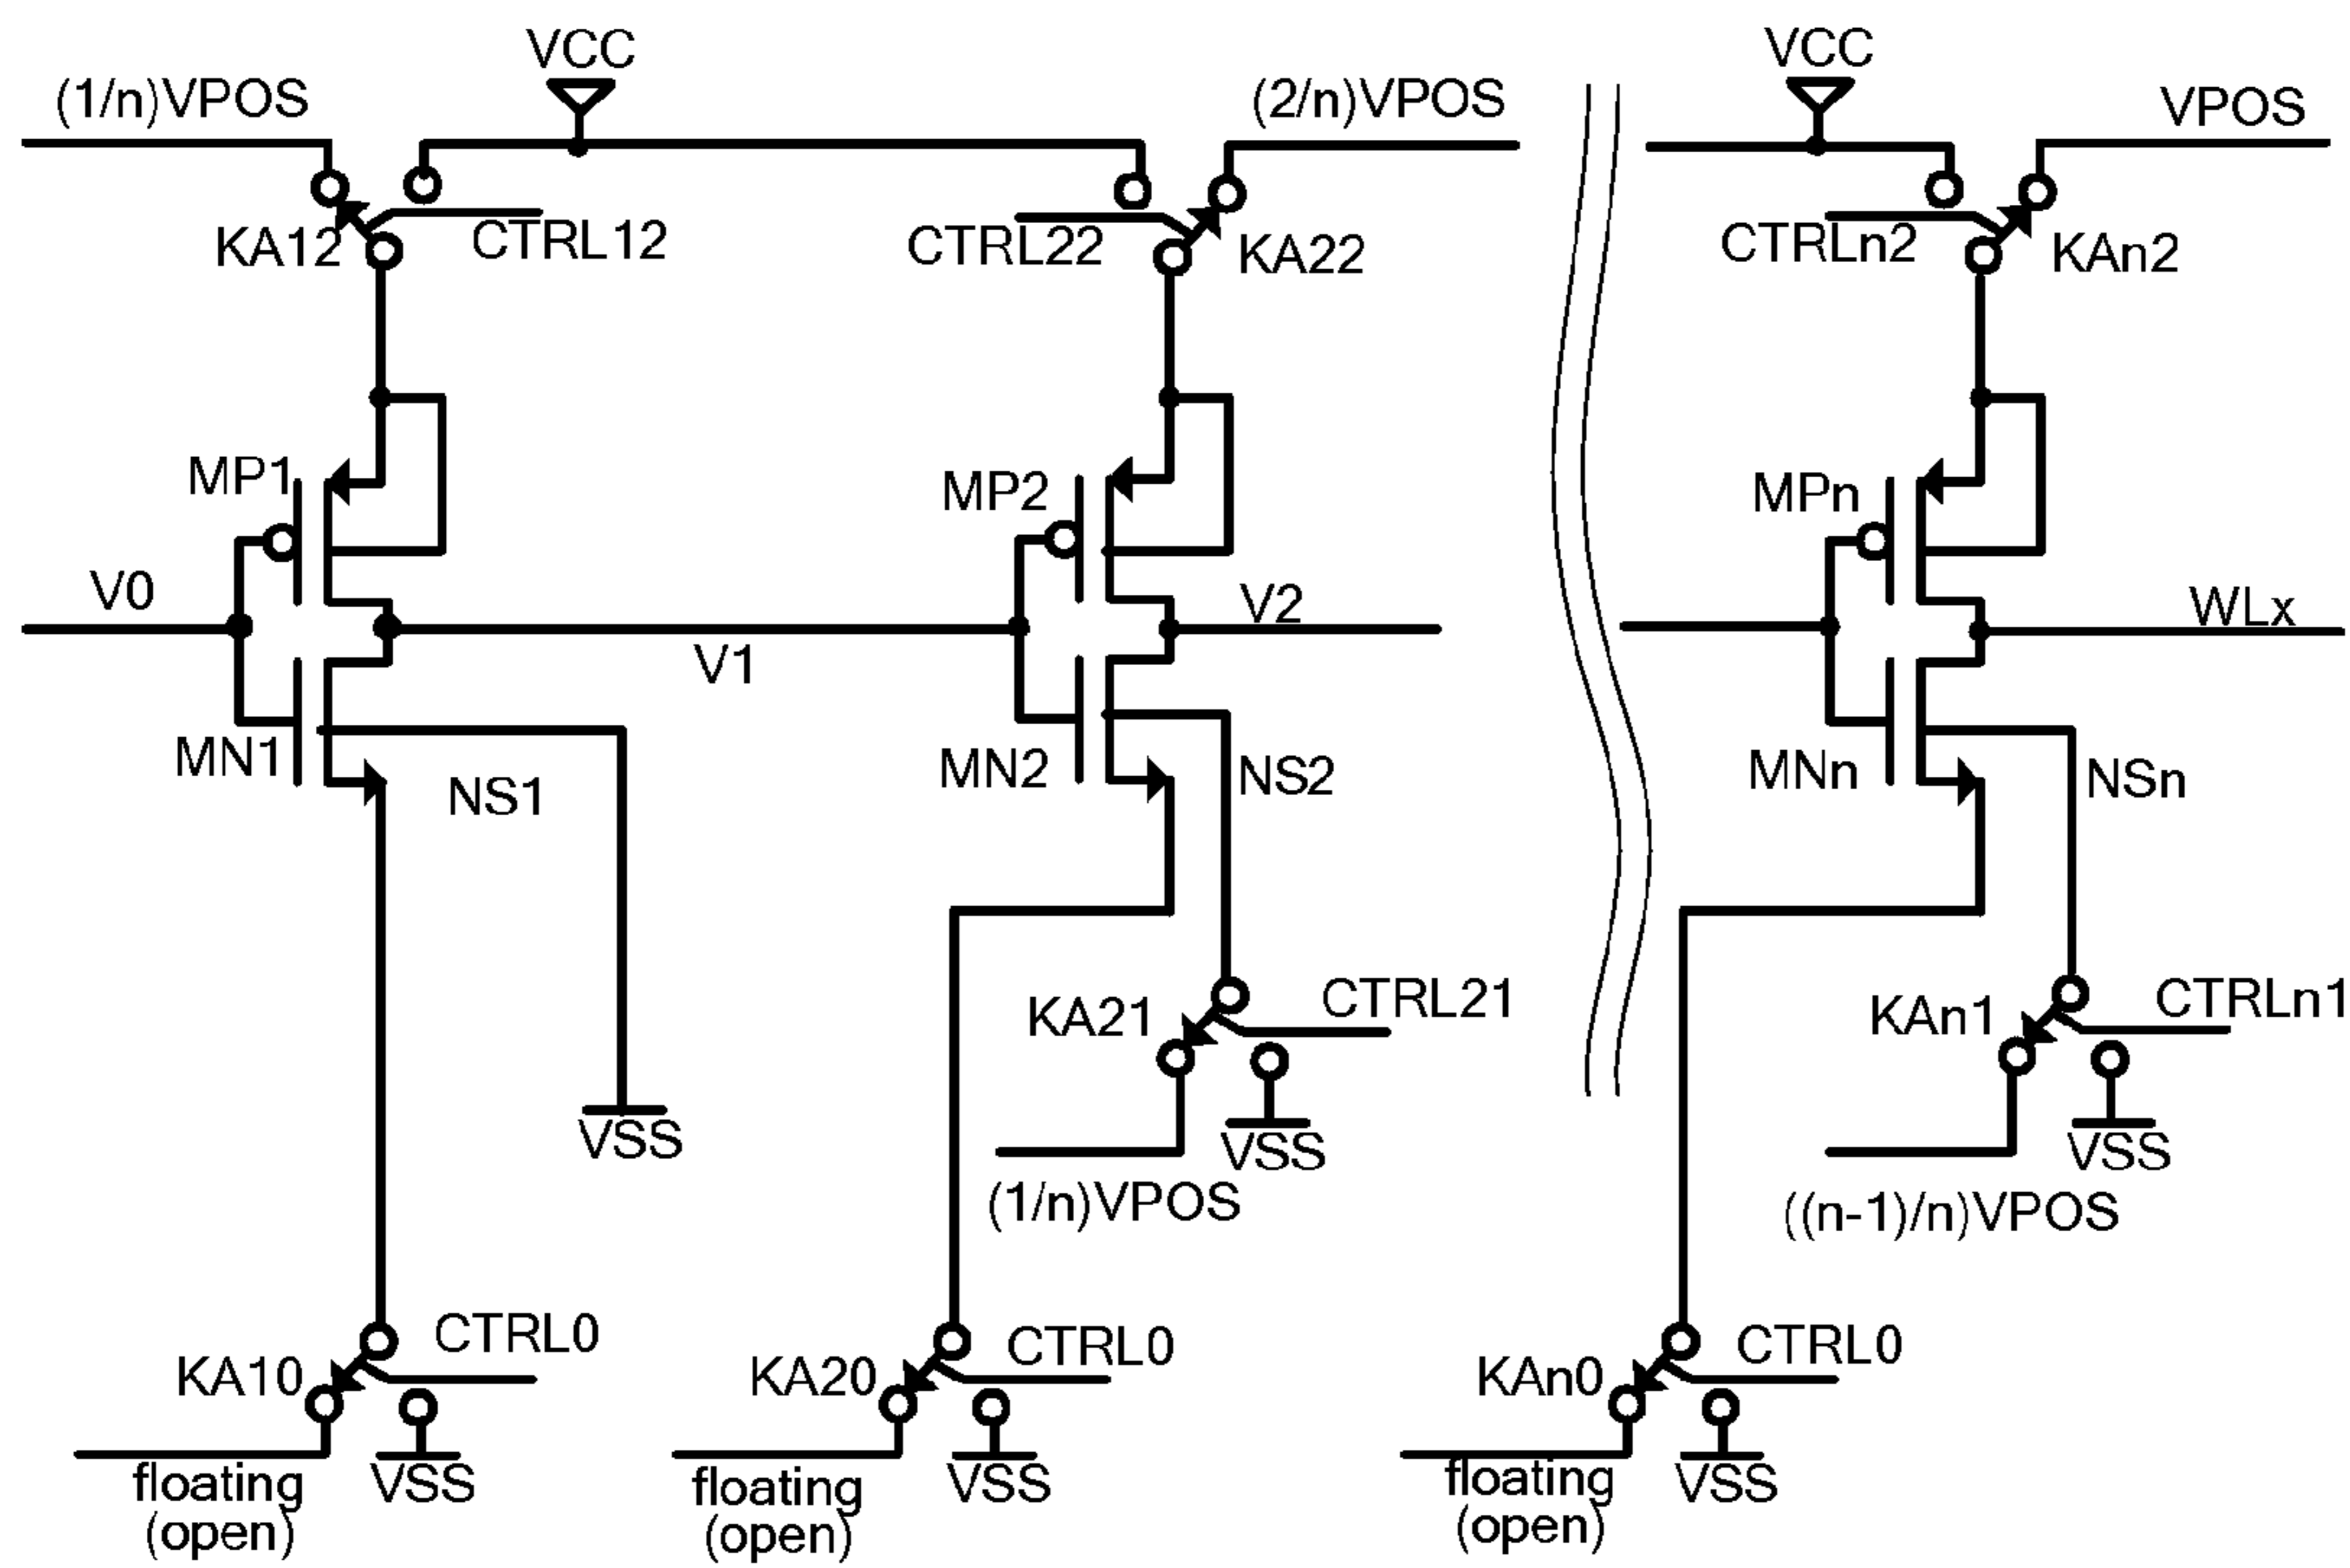 VCC
VCC
(1/n)VPOS
(2/n)VPOS
VPOS
KA12
CTRL12
CTRL22
KA22
CTRLn2
KAn2
MP1
MP2
MPn
V0
V1
V2
WLx
MN1
NS1
MN2
NS2
MNn
NSn
KA21
CTRL21
KAn1
CTRLn1
VSS
VSS
VSS
(1/n)VPOS
((n-1)/n)VPOS
KA10
CTRL0
KA20
CTRL0
KAn0
CTRL0
floating
(open)
VSS
floating
(open)
VSS
floating
(open)
VSS